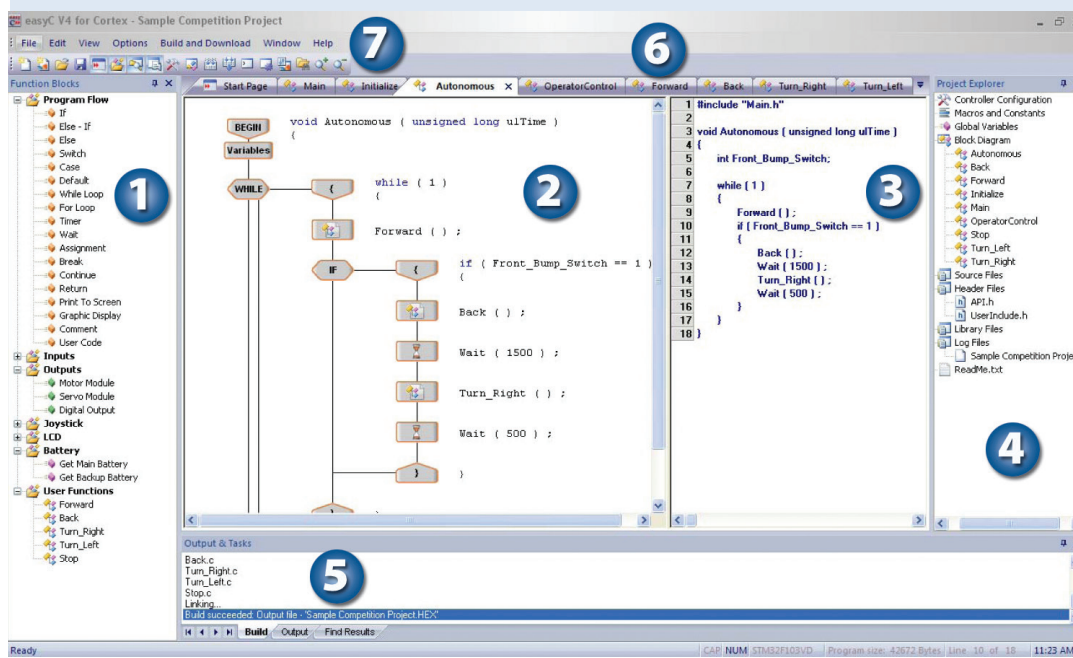 easyC V4 for Cortex - Sample Competition Project
File Edit View Options Build and Download Window Help
7
6
Function Blocks
Program Flow
If
Else - If
Else
Switch
Case
Default
While Loop
For Loop
Timer
Wait
Assignment
Break
Continue
Return
Print To Screen
Graphic Display
Comment
User Code
Inputs
Outputs
Motor Module
Servo Module
Digital Output
Joystick
LCD
Battery
Get Main Battery
Get Backup Battery
User Functions
Forward
Back
Turn_Right
Turn_Left
Stop
1
Start Page Main Initialize Autonomous X OperatorControl Forward Back Turn_Right Turn_Left
BEGIN void Autonomous ( unsigned long ulTime )
{
Variables
WHILE { while ( 1 )
{
Forward ( ) ;
IF { if ( Front_Bump_Switch == 1 )
{
Back ( ) ;
Wait ( 1500 ) ;
Turn_Right ( ) ;
Wait ( 500 ) ;
} }
2
1 #include "Main.h"
2
3 void Autonomous ( unsigned long ulTime )
4 {
5 int Front_Bump_Switch;
6
7 while ( 1 )
8 {
9 Forward ( ) ;
10 if ( Front_Bump_Switch == 1 )
11 {
12 Back ( ) ;
13 Wait ( 1500 ) ;
14 Turn_Right ( ) ;
15 Wait ( 500 ) ;
16 }
17 }
18 }
3
Project Explorer
Controller Configuration
Macros and Constants
Global Variables
Block Diagram
Autonomous
Back
Forward
Initialize
Main
OperatorControl
Stop
Turn_Left
Turn_Right
Source Files
Header Files
API.h
UserInclude.h
Library Files
Log Files
Sample Competition Proje
ReadMe.txt
4
Output & Tasks
Back.c
Turn_Right.c
Turn_Left.c
Stop.c
Linking...
Build succeeded: Output file - "Sample Competition Project.HEX"
5
Build Output Find Results
Ready CAP NUM STM32F103VD Program size: 42672 Bytes Line 10 of 18 11:23 AM